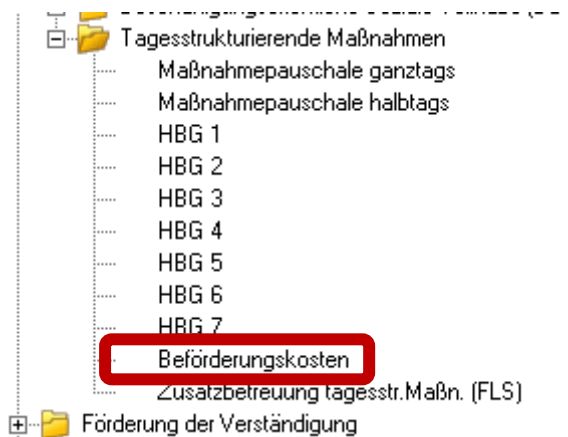 Tagesstrukturierende Maßnahmen
Maßnahmepauschale ganztags
Maßnahmepauschale halbtags
HBG 1
HBG 2
HBG 3
HBG 4
HBG 5
HBG 6
HBG 7
Beförderungskosten
Zusatzbetreuung tagesstr.Maßn. (FLS)
Förderung der Verständigung